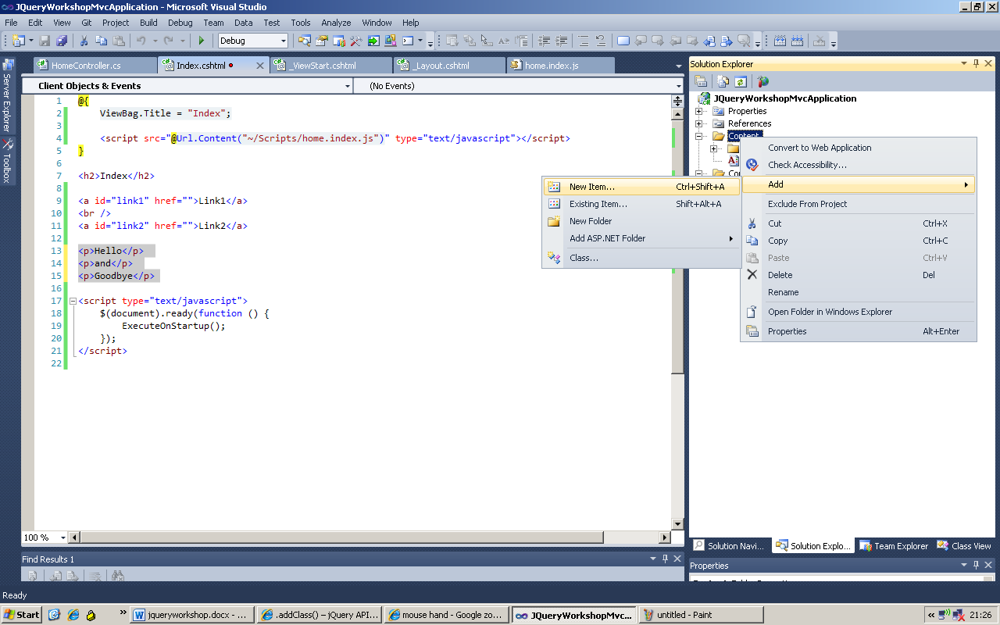 JQueryWorkshopMvcApplication - Microsoft Visual Studio
File Edit View Git Project Build Debug Team Data Test Tools Analyze Window Help
Debug
HomeController.cs Index.cshtml _ViewStart.cshtml _Layout.cshtml home.index.js
Client Objects & Events (No Events)
Server Explorer
Toolbox
1 @{
2 ViewBag.Title = "Index";
3
4 <script src="@Url.Content("~/Scripts/home.index.js")" type="text/javascript"></script>
5 }
6
7 <h2>Index</h2>
8
9 <a id="link1" href="">Link1</a>
10 <br />
11 <a id="link2" href="">Link2</a>
12
13 <p>Hello</p>
14 <p>and</p>
15 <p>Goodbye</p>
16
17 <script type="text/javascript">
18 $(document).ready(function () {
19 ExecuteOnStartup();
20 });
21 </script>
22
100 %
Find Results 1
Solution Explorer
JQueryWorkshopMvcApplication
Properties
References
Content
New Item... Ctrl+Shift+A
Existing Item... Shift+Alt+A
New Folder
Add ASP.NET Folder
Class...
Convert to Web Application
Check Accessibility...
Add
Exclude From Project
Cut Ctrl+X
Copy Ctrl+C
Paste Ctrl+V
Delete Del
Rename
Open Folder in Windows Explorer
Properties Alt+Enter
Solution Navi... Solution Explo... Team Explorer Class View
Properties
Ready
Start jqueryworkshop.docx - ... .addClass() – jQuery API... mouse hand - Google zo... JQueryWorkshopMvc... untitled - Paint 21:26